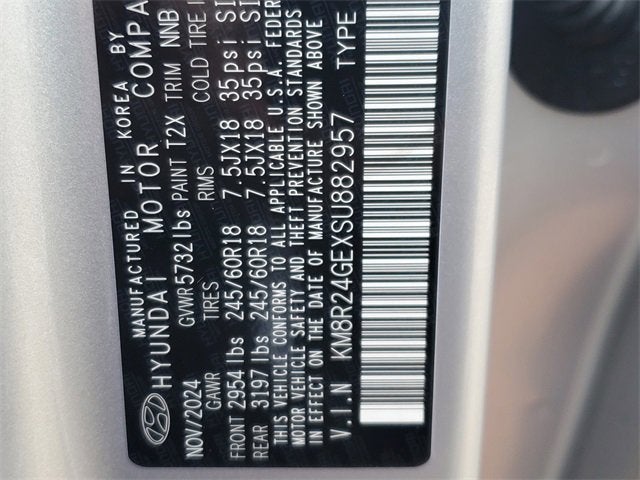 MANUFACTURED IN KOREA BY
HYUNDAI MOTOR COMPA
NOV/2024 GVWR 5732 lbs PAINT T2X TRIM NNB
GAWR TIRES RIMS COLD TIRE
FRONT 2954 lbs 245/60R18 7.5JX18 35psi SI
REAR 3197 lbs 245/60R18 7.5JX18 35psi SI
THIS VEHICLE CONFORMS TO ALL APPLICABLE U.S.A. FEDER
MOTOR VEHICLE SAFETY AND THEFT PREVENTION STANDARDS
IN EFFECT ON THE DATE OF MANUFACTURE SHOWN ABOVE
V.I.N KM8R24GEXSU882957 TYPE